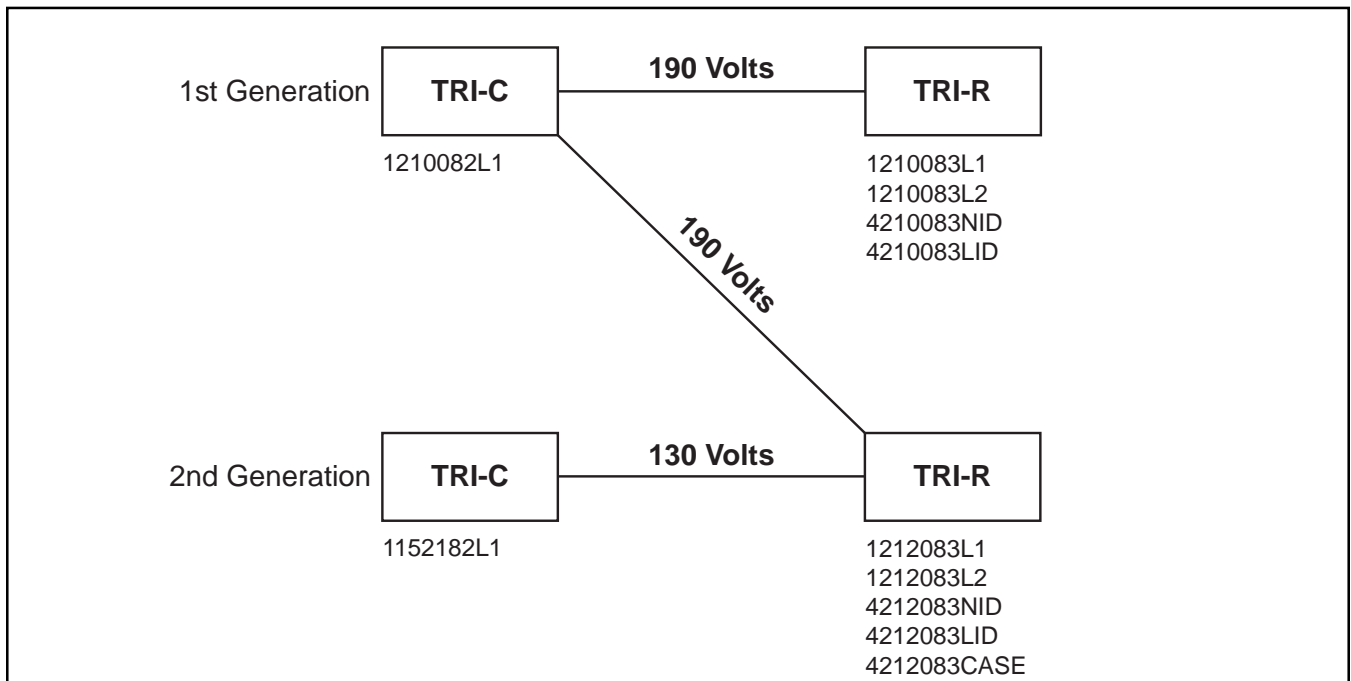 1st Generation
TRI-C
190 Volts
TRI-R
1210082L1
1210083L1
1210083L2
4210083NID
4210083LID
190 Volts
2nd Generation
TRI-C
130 Volts
TRI-R
1152182L1
1212083L1
1212083L2
4212083NID
4212083LID
4212083CASE